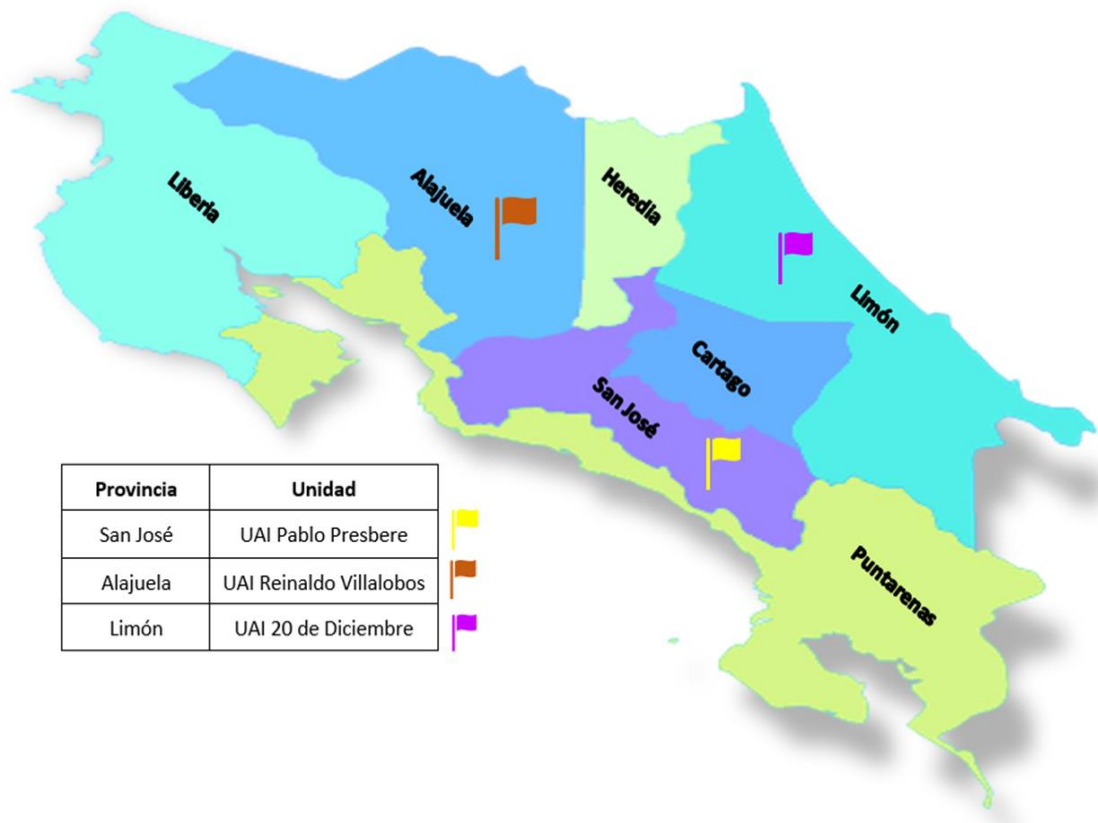 Liberia
Alajuela
Heredia
Limón
Cartago
San José
Puntarenas
Provincia Unidad
San José UAI Pablo Presbere
Alajuela UAI Reinaldo Villalobos
Limón UAI 20 de Diciembre